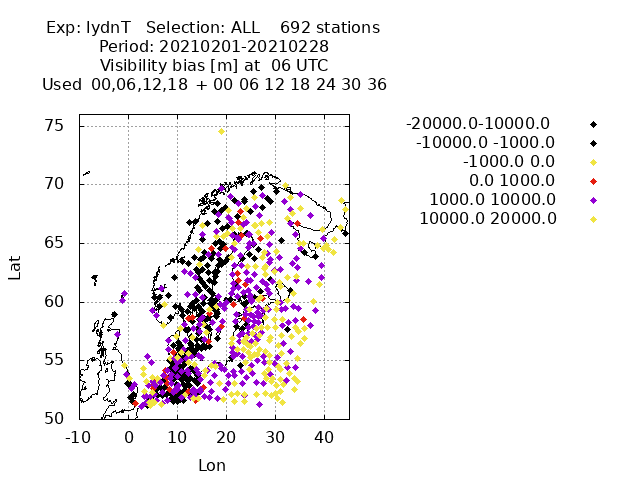 Exp: IydnT   Selection: ALL    692 stations
Period: 20210201-20210228
Visibility bias [m] at  06 UTC
Used  00,06,12,18  + 00 06 12 18 24 30 36
-20000.0-10000.0
-10000.0 -1000.0
-1000.0 0.0
0.0 1000.0
1000.0 10000.0
10000.0 20000.0
75
70
65
60
55
50
Lat
-10 0 10 20 30 40
Lon